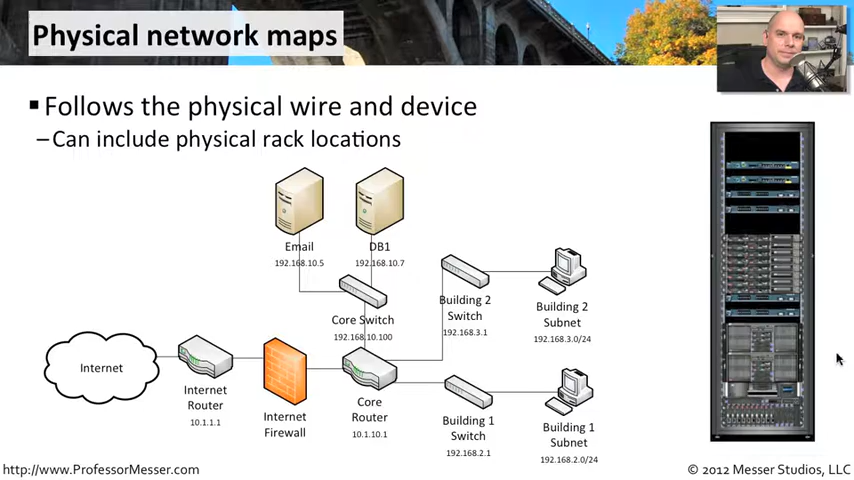 Physical network maps
▪Follows the physical wire and device
–Can include physical rack locations
Email
192.168.10.5
DB1
192.168.10.7
Core Switch
192.168.10.100
Building 2
Switch
192.168.3.1
Building 2
Subnet
192.168.3.0/24
Internet
Internet
Router
10.1.1.1
Internet
Firewall
Core
Router
10.1.10.1
Building 1
Switch
192.168.2.1
Building 1
Subnet
192.168.2.0/24
http://www.ProfessorMesser.com
© 2012 Messer Studios, LLC